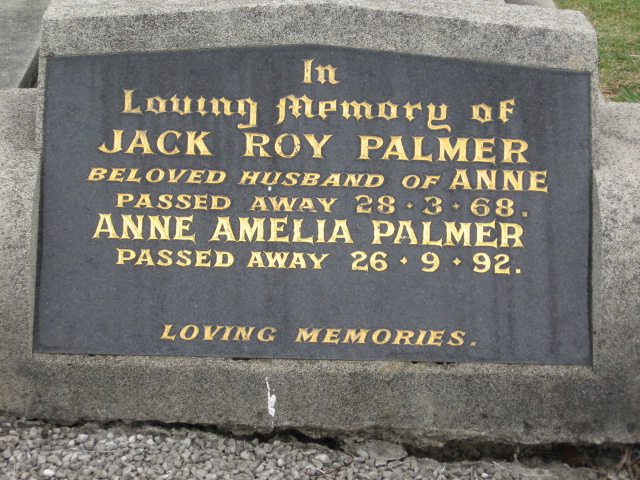 In
Loving Memory of
JACK ROY PALMER
BELOVED HUSBAND OF ANNE
PASSED AWAY 28 · 3 · 68.
ANNE AMELIA PALMER
PASSED AWAY 26 · 9 · 92.
LOVING MEMORIES.